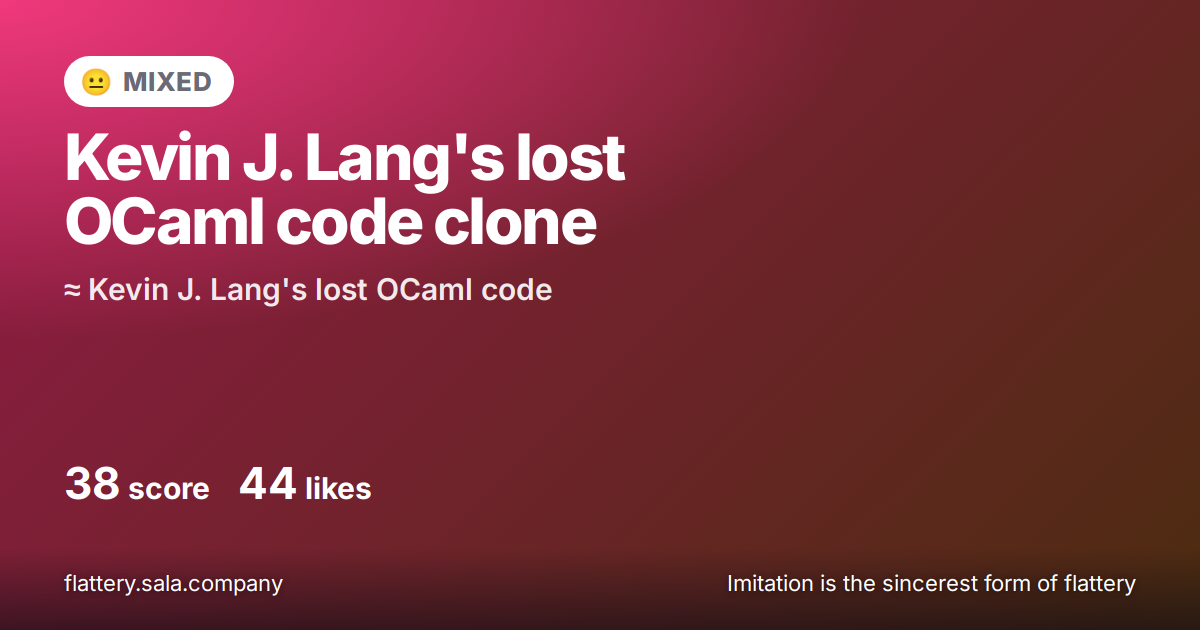 😐 MIXED
Kevin J. Lang's lost
OCaml code clone
≈ Kevin J. Lang's lost OCaml code
38 score 44 likes
flattery.sala.company
Imitation is the sincerest form of flattery